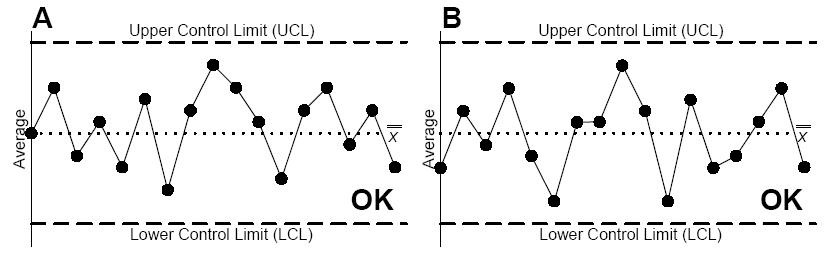 A
Upper Control Limit (UCL)
Average
x̿
OK
Lower Control Limit (LCL)
B
Upper Control Limit (UCL)
Average
x̿
OK
Lower Control Limit (LCL)